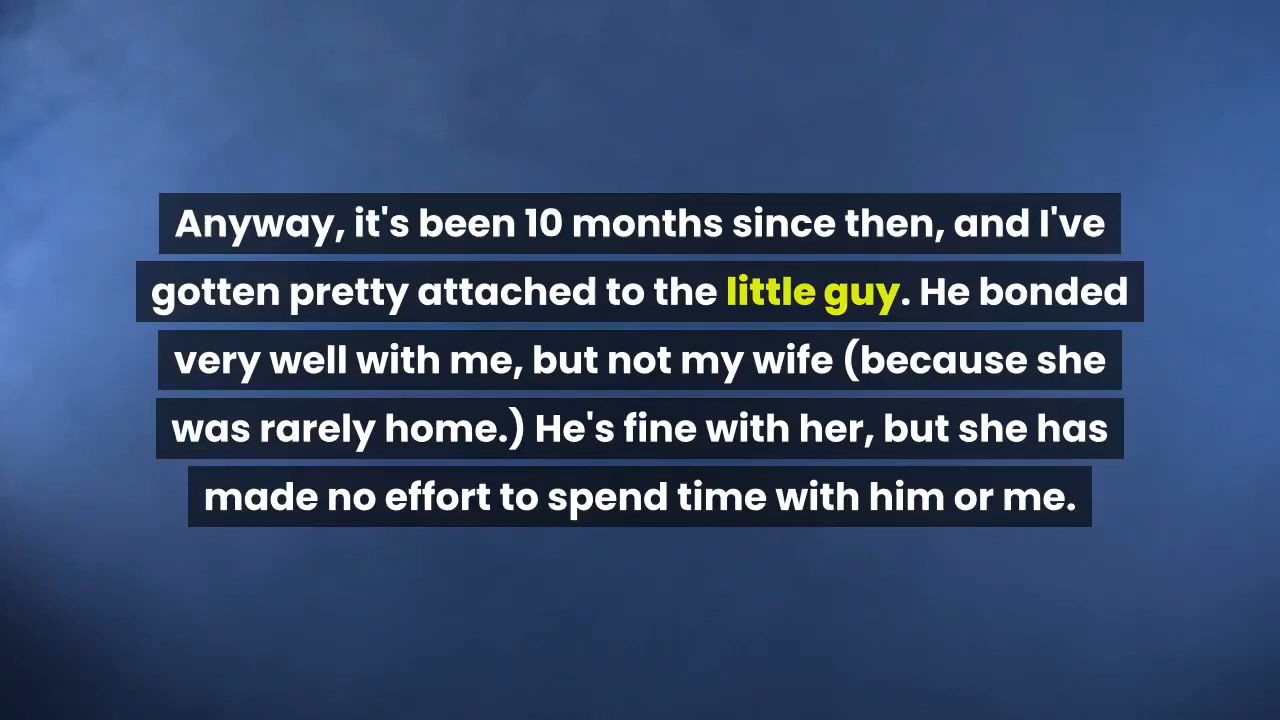 Anyway, it's been 10 months since then, and I've
gotten pretty attached to the little guy. He bonded
very well with me, but not my wife (because she
was rarely home.) He's fine with her, but she has
made no effort to spend time with him or me.